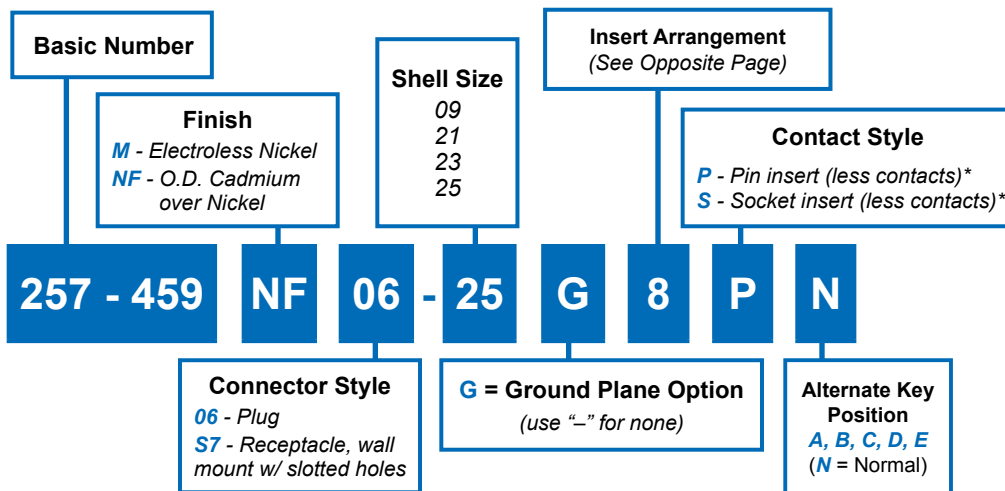 Basic Number
Finish
M - Electroless Nickel
NF - O.D. Cadmium
over Nickel
Shell Size
09
21
23
25
Insert Arrangement
(See Opposite Page)
Contact Style
P - Pin insert (less contacts)*
S - Socket insert (less contacts)*
257 - 459 NF 06 - 25 G 8 P N
Connector Style
06 - Plug
S7 - Receptacle, wall
mount w/ slotted holes
G = Ground Plane Option
(use “–” for none)
Alternate Key
Position
A, B, C, D, E
(N = Normal)